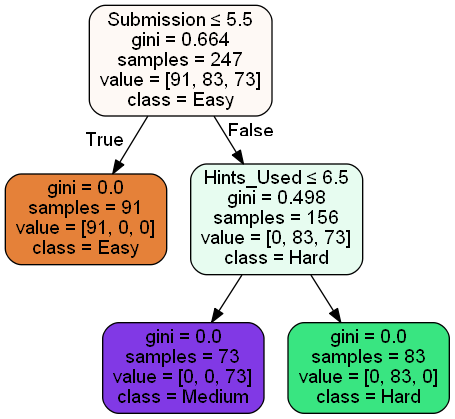 Submission ≤ 5.5
gini = 0.664
samples = 247
value = [91, 83, 73]
class = Easy
True
False
gini = 0.0
samples = 91
value = [91, 0, 0]
class = Easy
Hints_Used ≤ 6.5
gini = 0.498
samples = 156
value = [0, 83, 73]
class = Hard
gini = 0.0
samples = 73
value = [0, 0, 73]
class = Medium
gini = 0.0
samples = 83
value = [0, 83, 0]
class = Hard